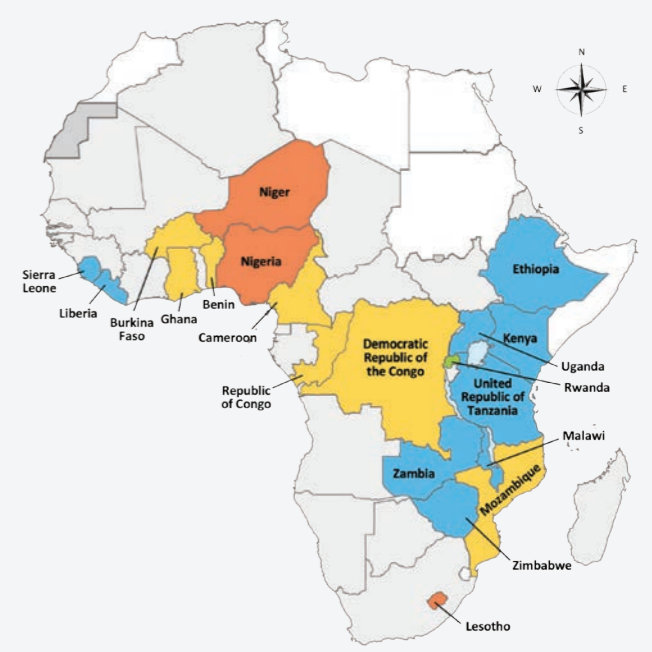 N
W
E
S
Niger
Nigeria
Ethiopia
Sierra
Leone
Liberia
Burkina
Faso
Ghana
Benin
Cameroon
Democratic
Republic of
the Congo
Kenya
Uganda
Rwanda
Republic
of Congo
United
Republic of
Tanzania
Malawi
Zambia
Mozambique
Zimbabwe
Lesotho